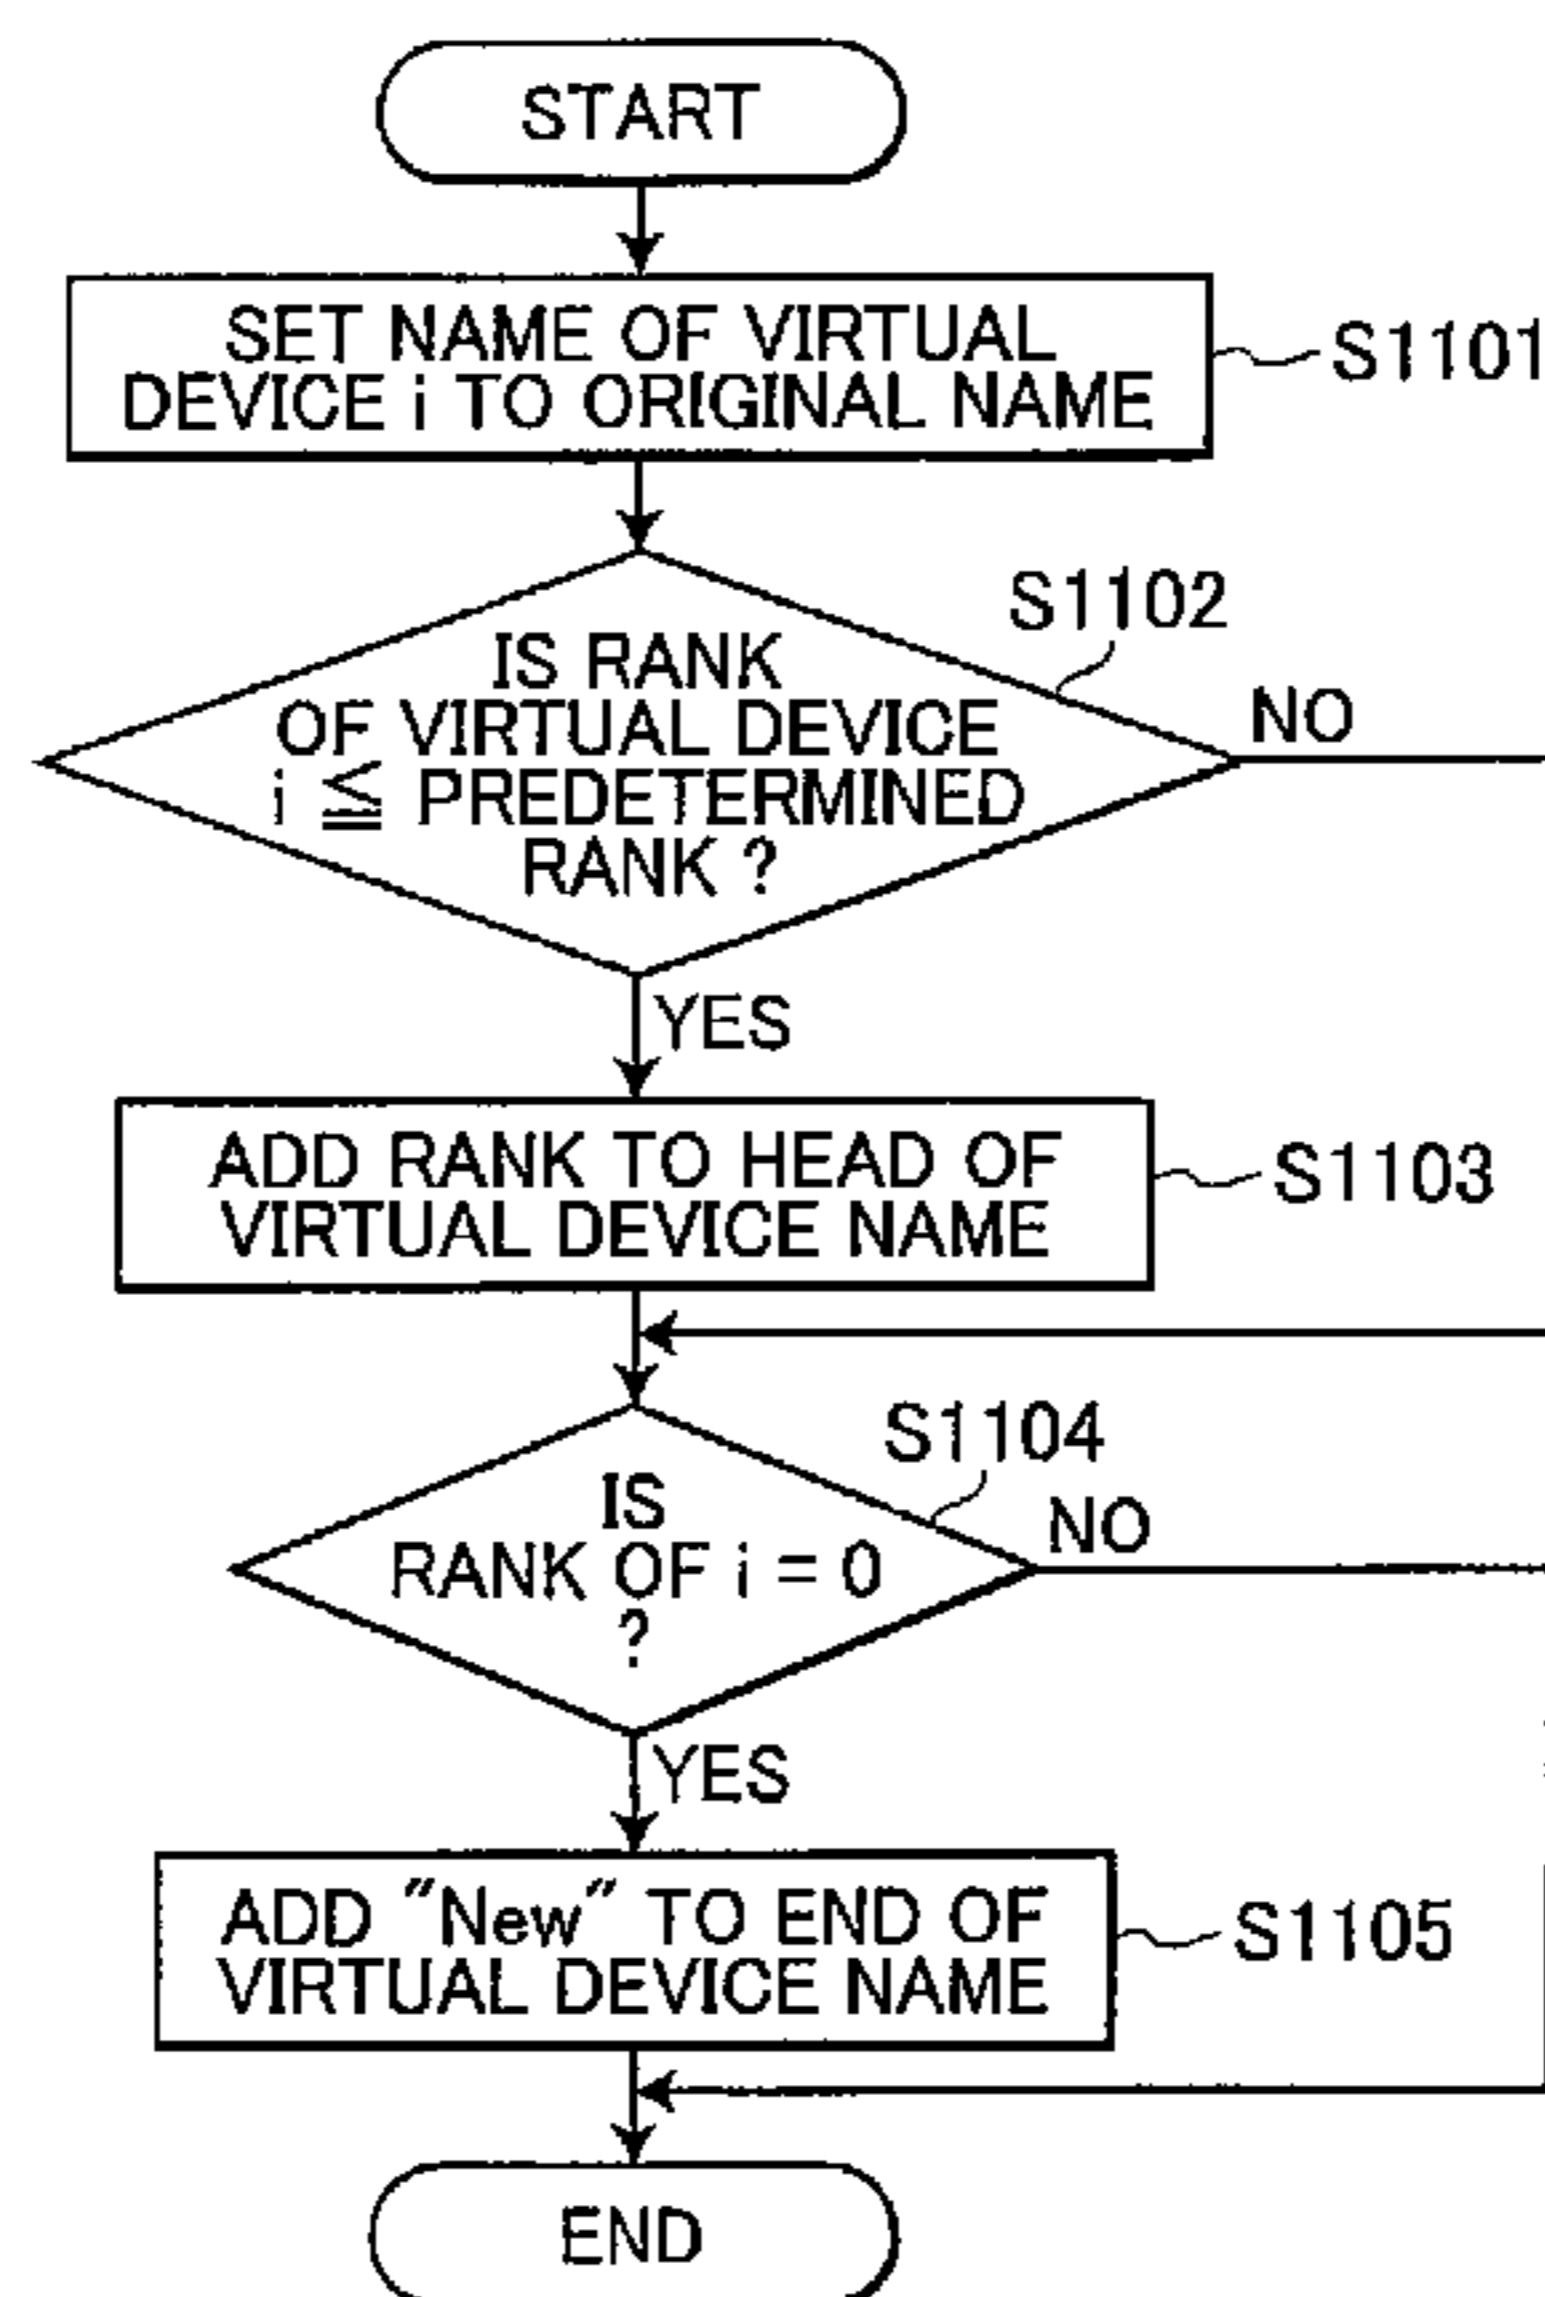 START
SET NAME OF VIRTUAL
DEVICE i TO ORIGINAL NAME
S1101
S1102
IS RANK
OF VIRTUAL DEVICE
i ≦ PREDETERMINED
RANK ?
NO
YES
ADD RANK TO HEAD OF
VIRTUAL DEVICE NAME
S1103
S1104
IS
RANK OF i = 0
?
NO
YES
ADD "New" TO END OF
VIRTUAL DEVICE NAME
S1105
END